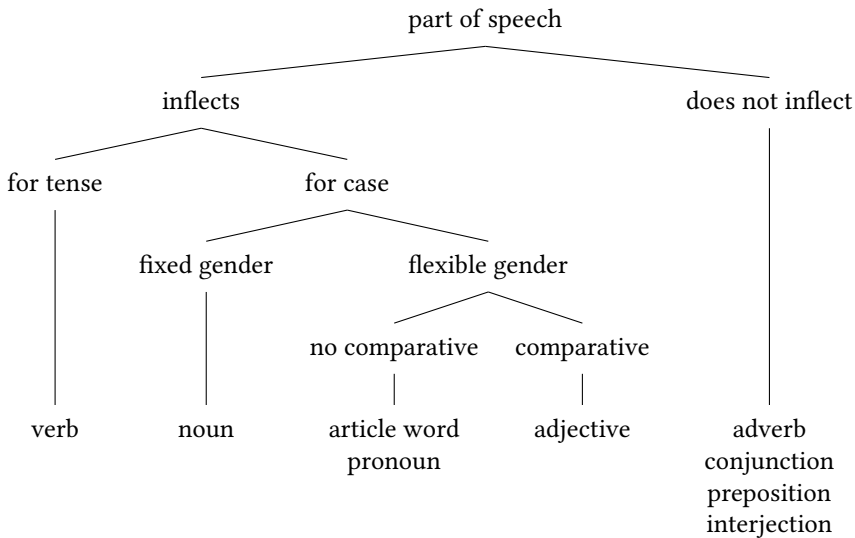 part of speech
inflects
does not inflect
for tense
for case
fixed gender
flexible gender
no comparative
comparative
verb
noun
article word
pronoun
adjective
adverb
conjunction
preposition
interjection